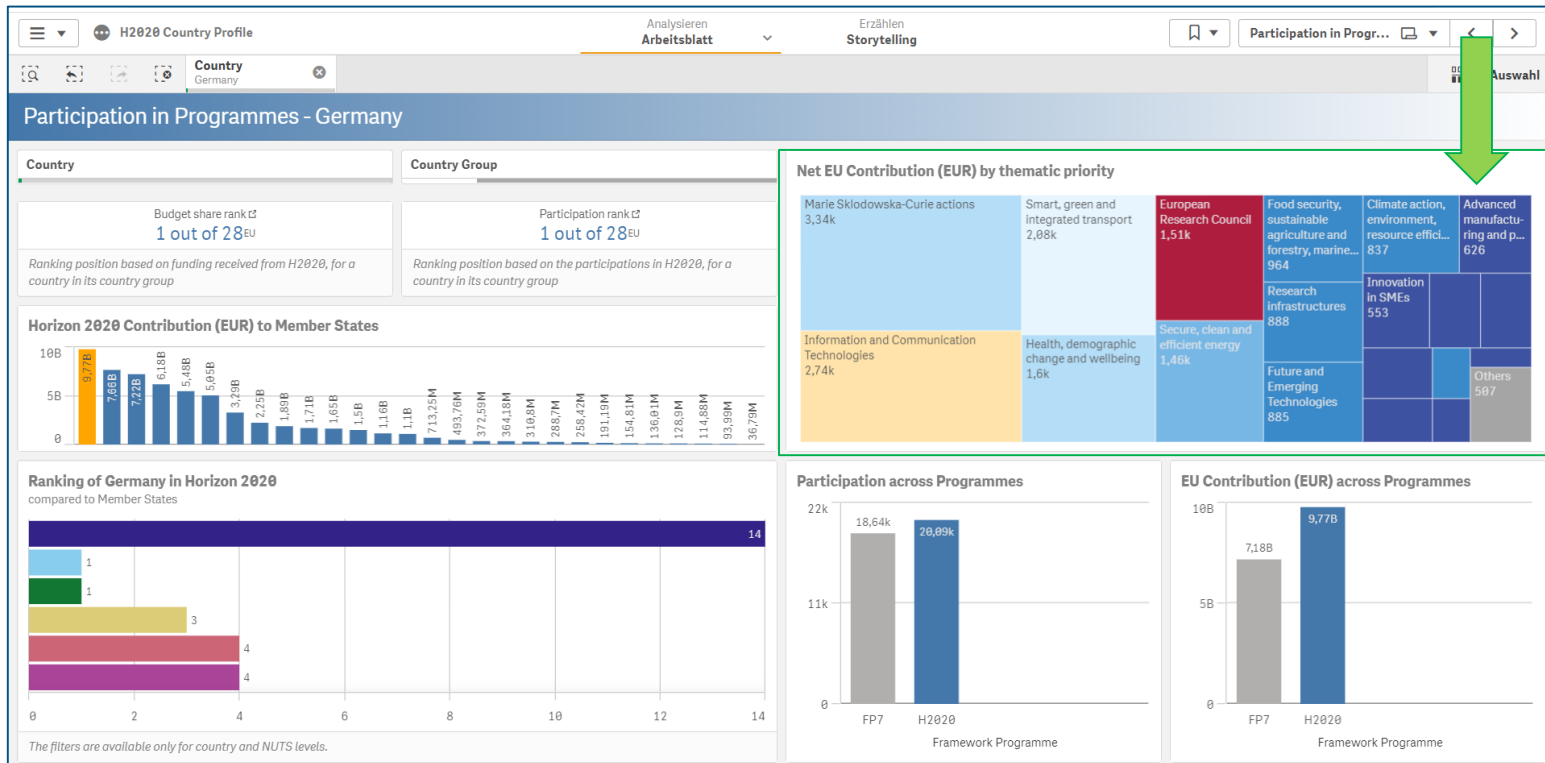 H2020 Country Profile
Analysieren
Arbeitsblatt
Erzählen
Storytelling
Participation in Progr...
Country
Germany
Auswahl
Participation in Programmes - Germany
Country
Country Group
Budget share rank
1 out of 28EU
Ranking position based on funding received from H2020, for a
country in its country group
Participation rank
1 out of 28EU
Ranking position based on the participations in H2020, for a
country in its country group
Horizon 2020 Contribution (EUR) to Member States
10B
5B
0
9,77B
7,66B
7,22B
6,18B
5,48B
5,05B
3,29B
2,25B
1,89B
1,71B
1,65B
1,5B
1,16B
1,1B
713,25M
493,76M
372,59M
364,18M
310,8M
288,7M
258,42M
191,19M
154,81M
136,01M
128,9M
114,88M
93,99M
36,79M
Net EU Contribution (EUR) by thematic priority
Marie Sklodowska-Curie actions
3,34k
Information and Communication
Technologies
2,74k
Smart, green and
integrated transport
2,08k
Health, demographic
change and wellbeing
1,6k
European
Research Council
1,51k
Secure, clean and
efficient energy
1,46k
Food security,
sustainable
agriculture and
forestry, marine...
964
Research
infrastructures
888
Future and
Emerging
Technologies
885
Climate action,
environment,
resource effici...
837
Innovation
in SMEs
553
Advanced
manufactu-
ring and p...
626
Others
507
Ranking of Germany in Horizon 2020
compared to Member States
14
1
1
3
4
4
0 2 4 6 8 10 12 14
The filters are available only for country and NUTS levels.
Participation across Programmes
22k
11k
0
18,64k
20,09k
FP7 H2020
Framework Programme
EU Contribution (EUR) across Programmes
10B
5B
0
7,18B
9,77B
FP7 H2020
Framework Programme